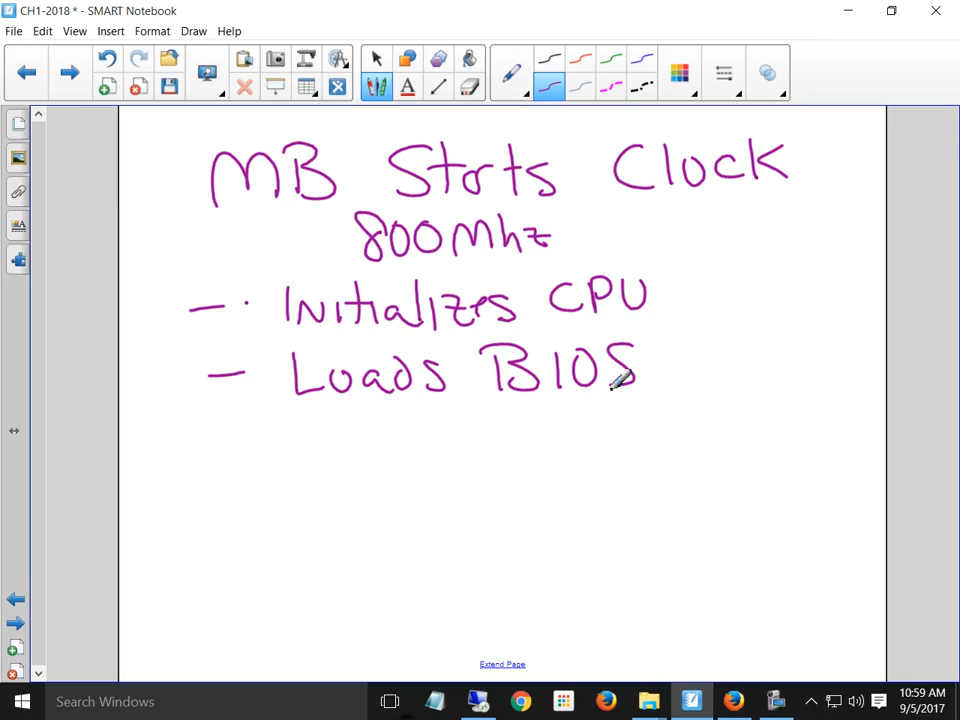 CH1-2018 * - SMART Notebook
File Edit View Insert Format Draw Help
MB Starts Clock
800Mhz
- Initializes CPU
- Loads BIOS
Extend Page
Search Windows
10:59 AM
9/5/2017